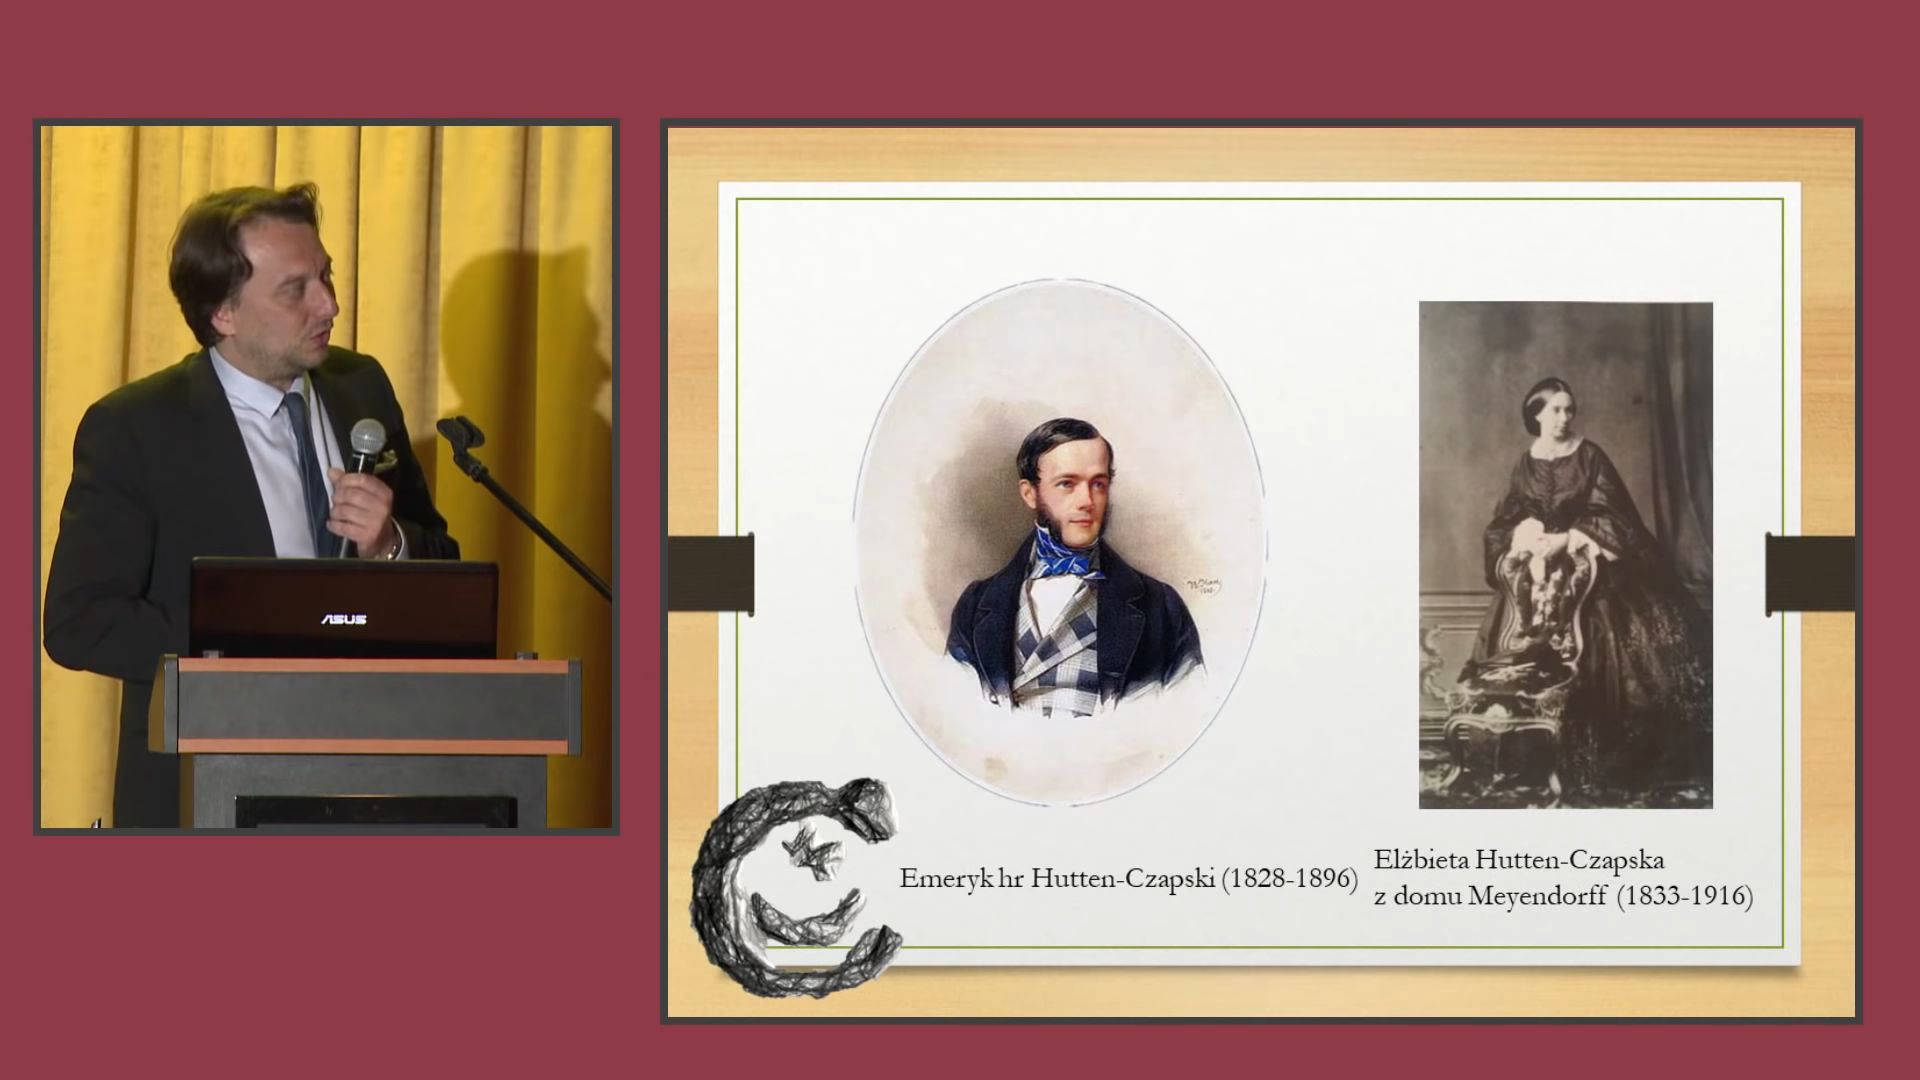 ASUS
Emeryk hr Hutten-Czapski (1828-1896)
Elżbieta Hutten-Czapska
z domu Meyendorff (1833-1916)